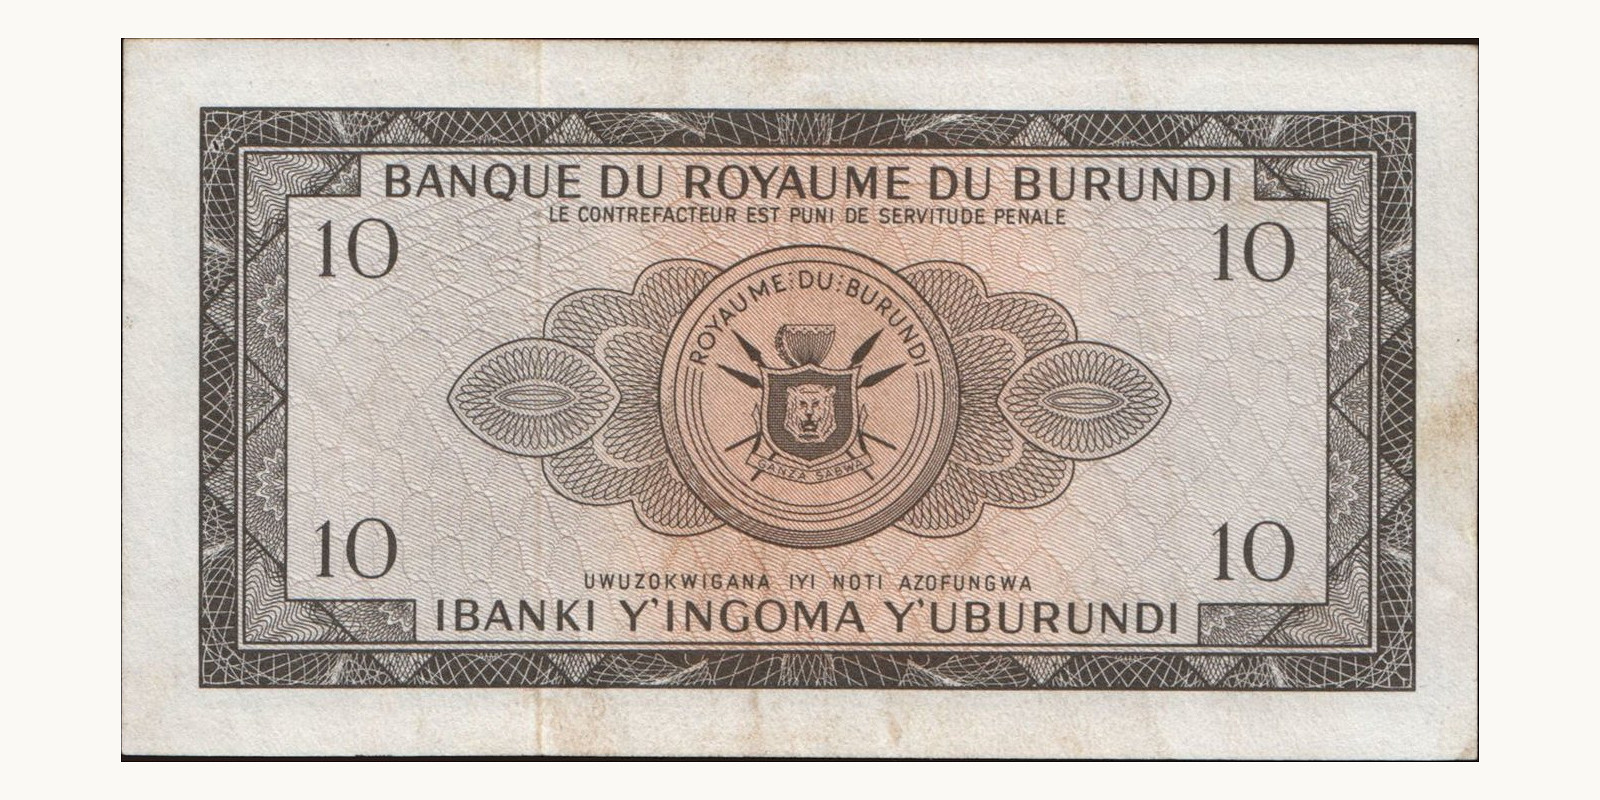 BANQUE DU ROYAUME DU BURUNDI
LE CONTREFACTEUR EST PUNI DE SERVITUDE PENALE
10 10
ROYAUME:DU:BURUNDI
GANZA SABWA
10 10
UWUZOKWIGANA IYI NOTI AZOFUNGWA
IBANKI Y'INGOMA Y'UBURUNDI